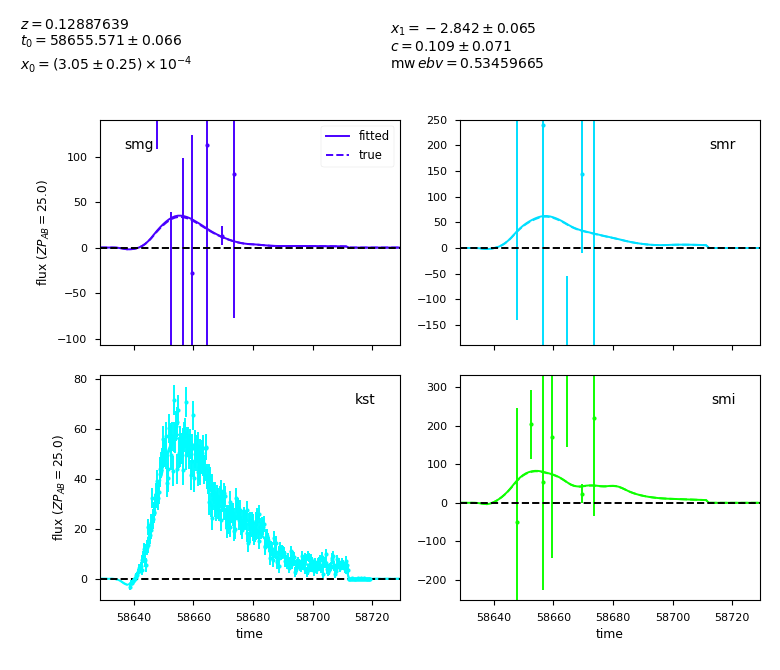 z = 0.12887639
t₀ = 58655.571 ± 0.066
x₀ = (3.05 ± 0.25) × 10⁻⁴
x₁ = −2.842 ± 0.065
c = 0.109 ± 0.071
mw ebv = 0.53459665
smg
fitted
true
100
50
0
−50
−100
flux (ZP_AB = 25.0)
smr
250
200
150
100
50
0
−50
−100
−150
kst
80
60
40
20
0
flux (ZP_AB = 25.0)
58640 58660 58680 58700 58720
time
smi
300
200
100
0
−100
−200
58640 58660 58680 58700 58720
time